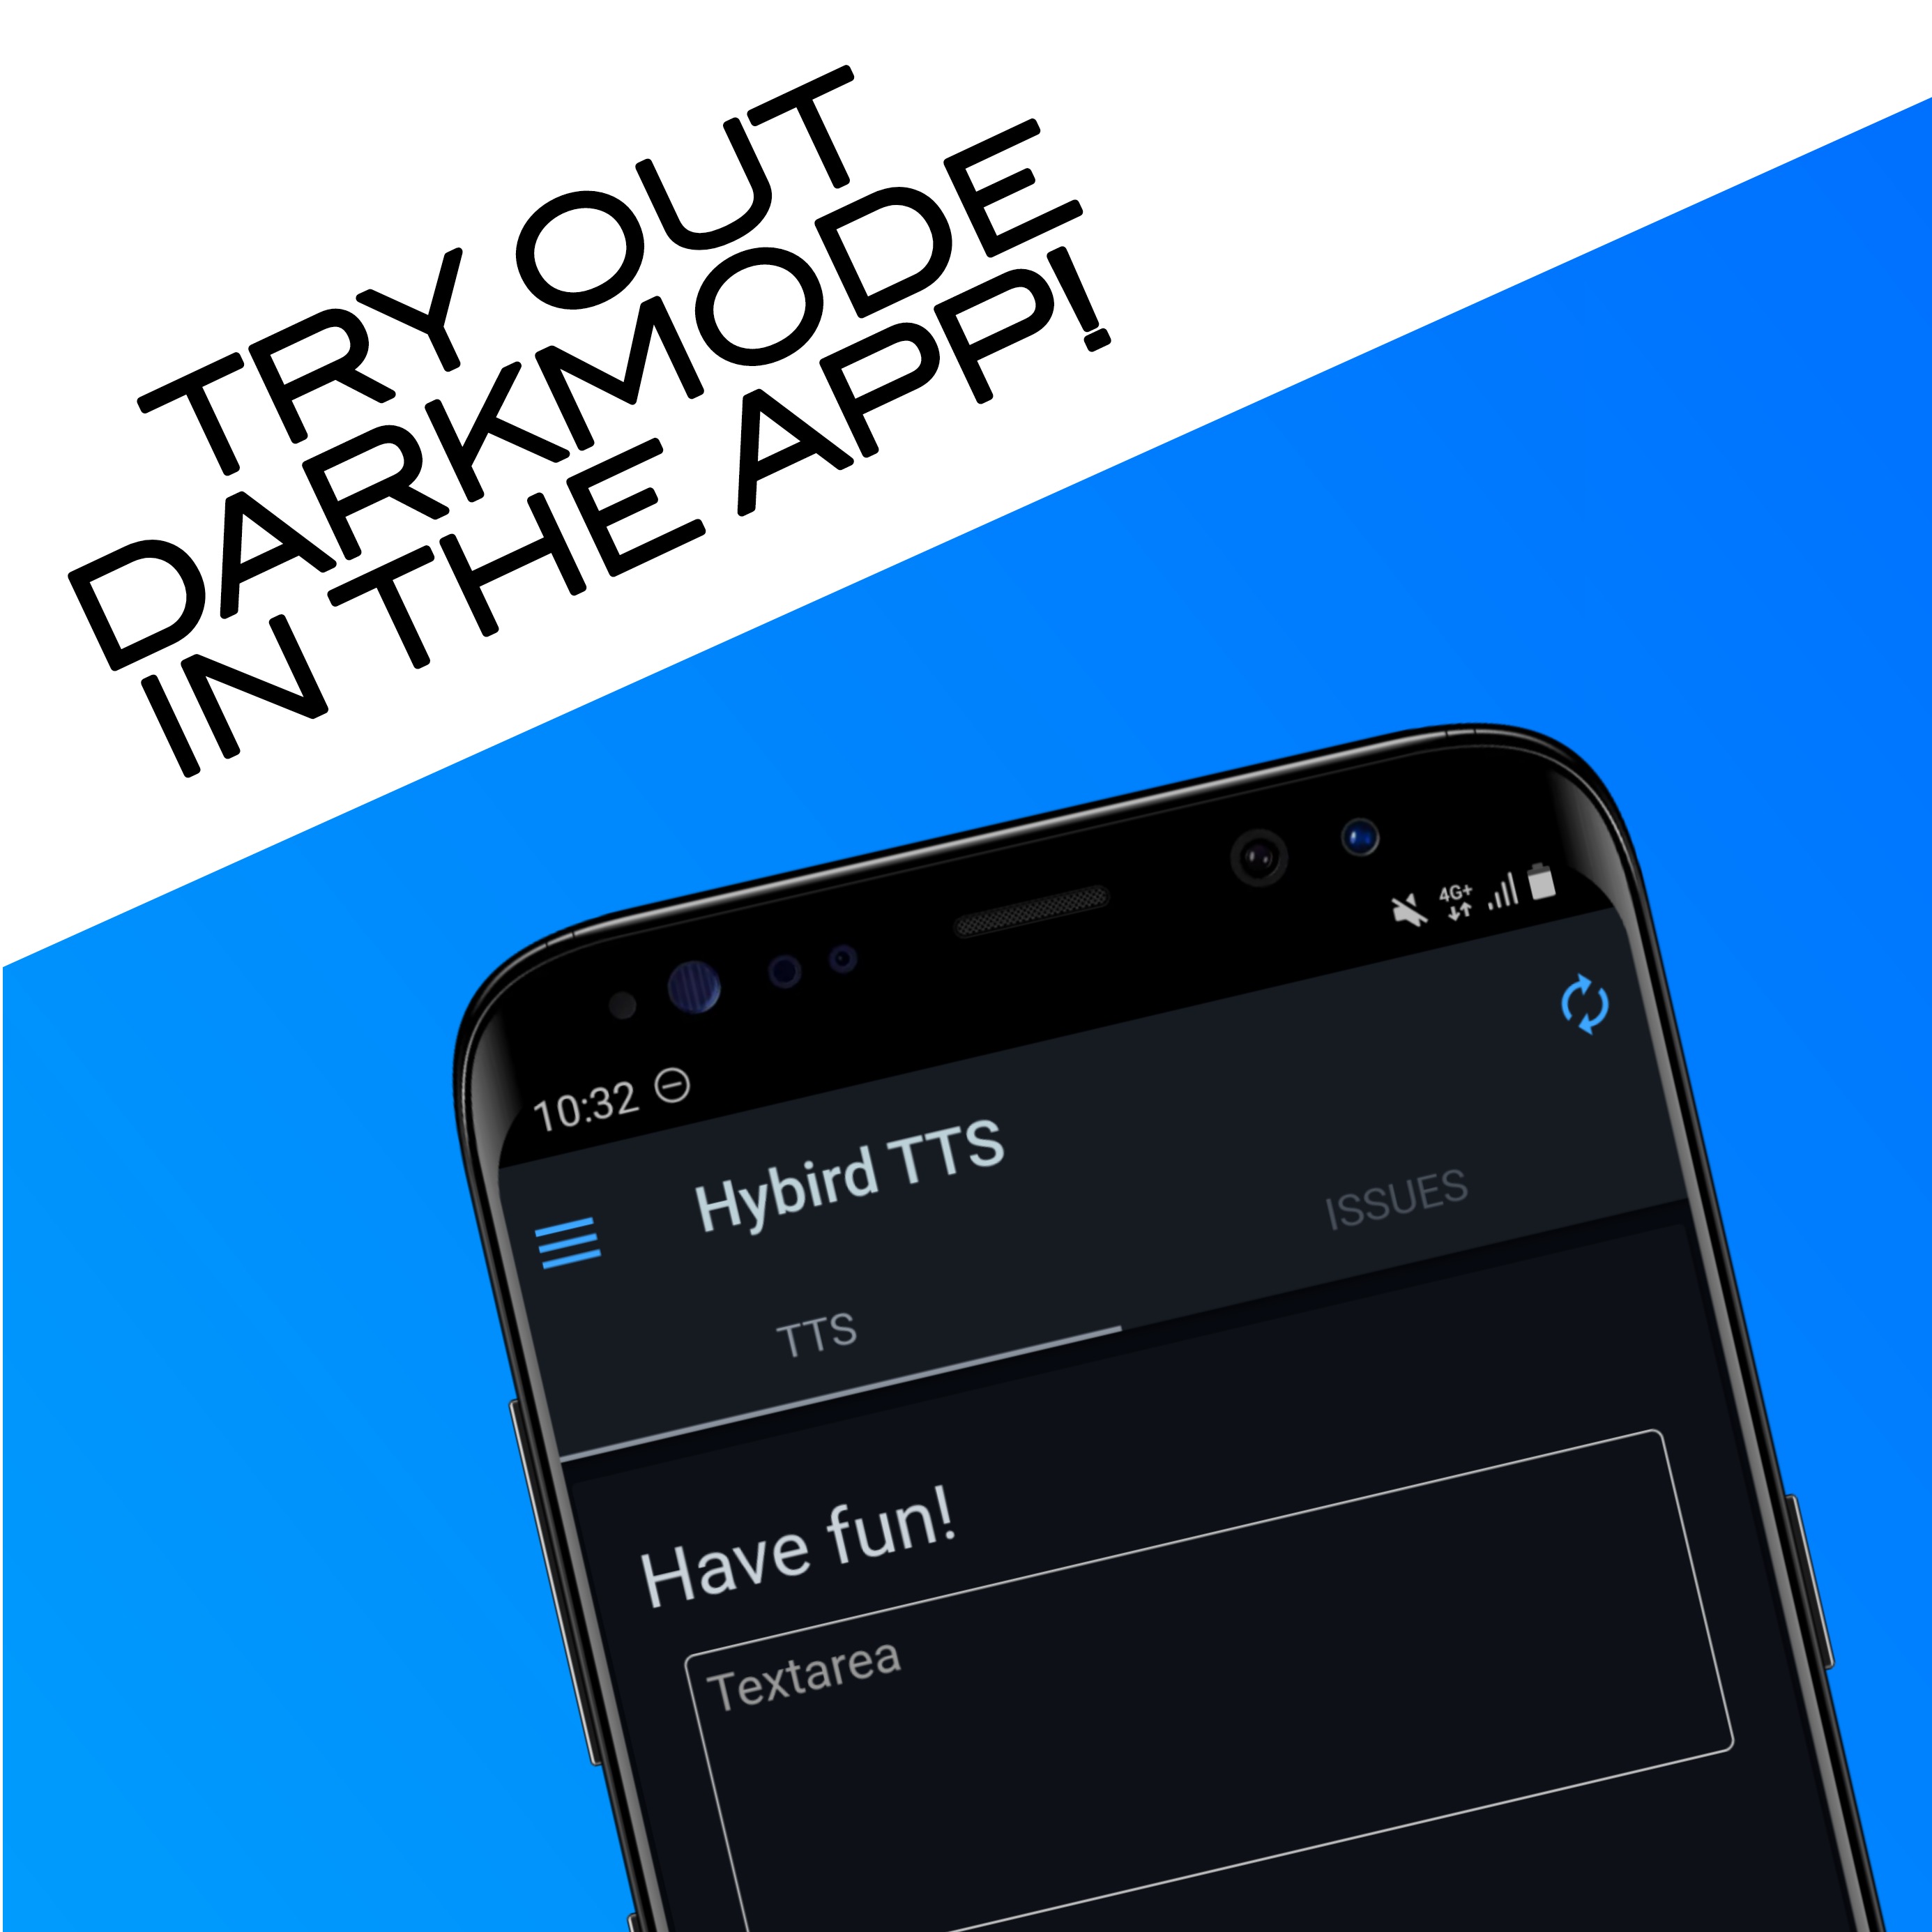 TRY OUT
DARKMODE
IN THE APP!
4G+
10:32
Hybird TTS
TTS
ISSUES
Have fun!
Textarea